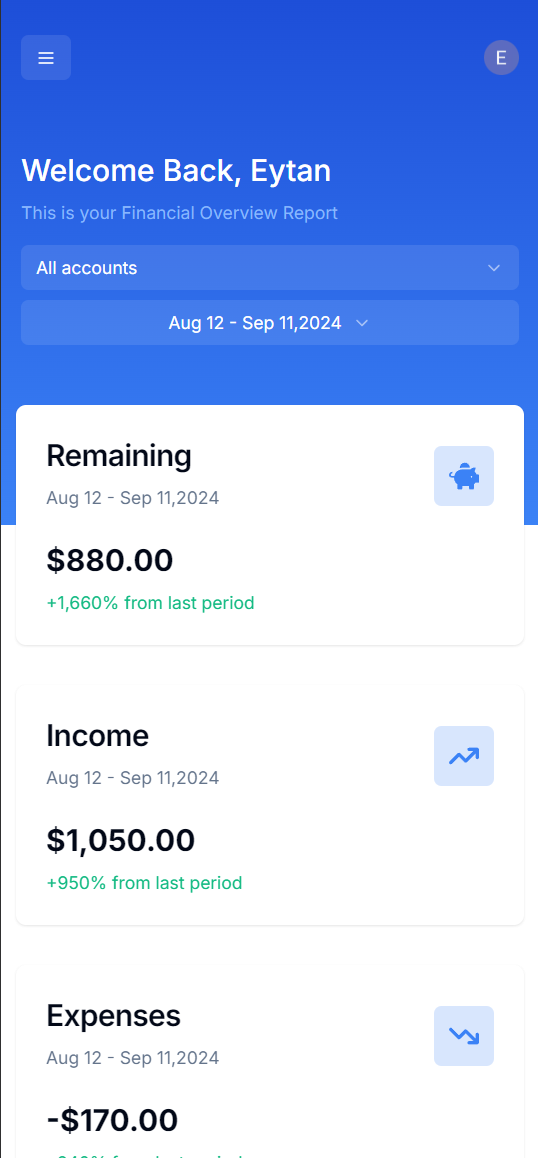 E
Welcome Back, Eytan
This is your Financial Overview Report
All accounts
Aug 12 - Sep 11,2024
Remaining
Aug 12 - Sep 11,2024
$880.00
+1,660% from last period
Income
Aug 12 - Sep 11,2024
$1,050.00
+950% from last period
Expenses
Aug 12 - Sep 11,2024
-$170.00